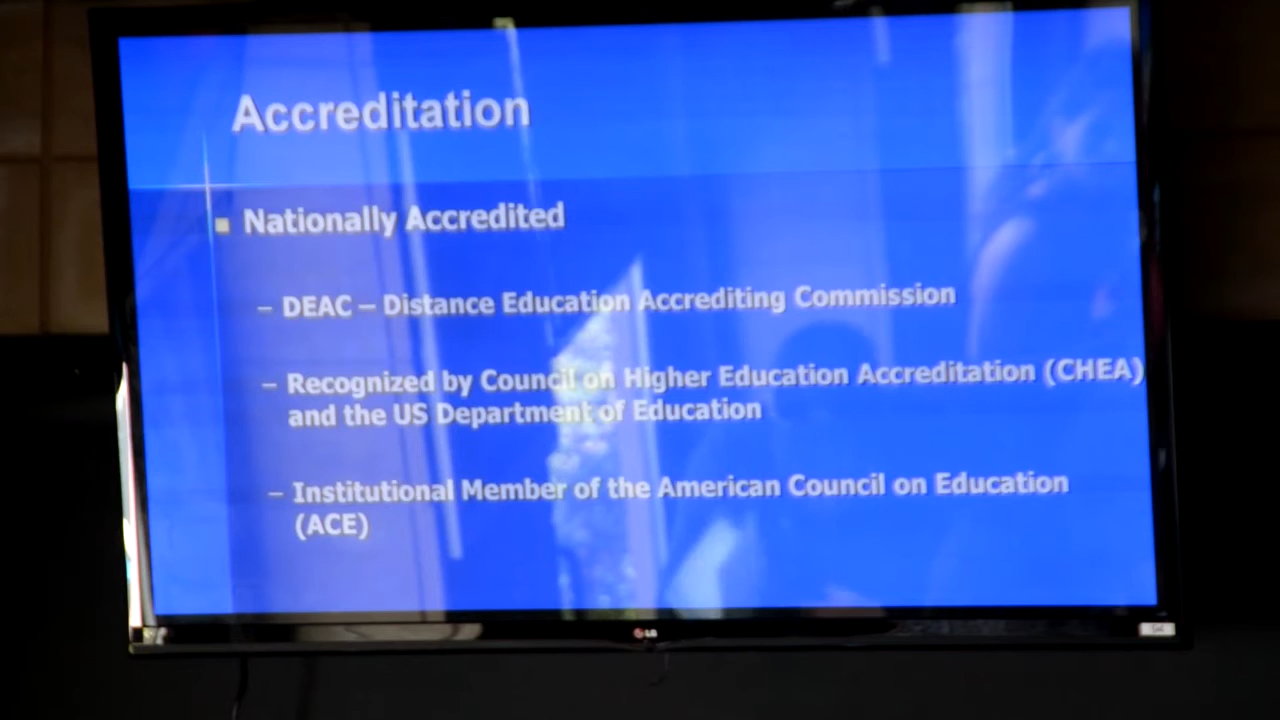 Accreditation
Nationally Accredited
– DEAC – Distance Education Accrediting Commission
– Recognized by Council on Higher Education Accreditation (CHEA)
and the US Department of Education
– Institutional Member of the American Council on Education
(ACE)
LG